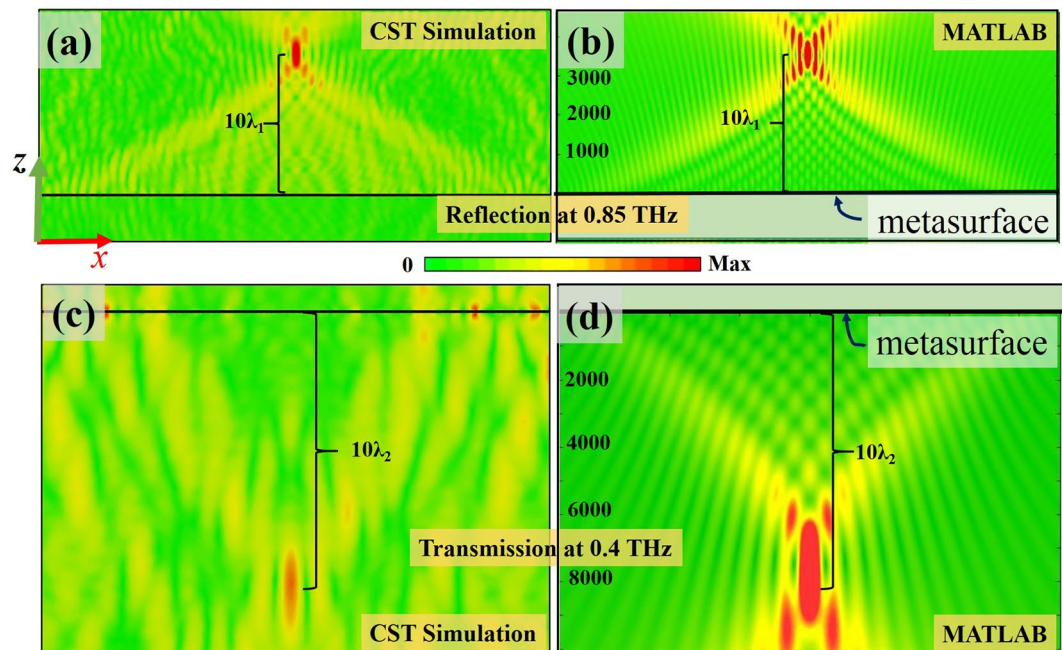 (a)
CST Simulation
10λ1
z
x
(b)
MATLAB
3000
2000
1000
10λ1
Reflection at 0.85 THz
metasurface
0
Max
(c)
10λ2
CST Simulation
(d)
metasurface
2000
4000
10λ2
6000
Transmission at 0.4 THz
8000
MATLAB